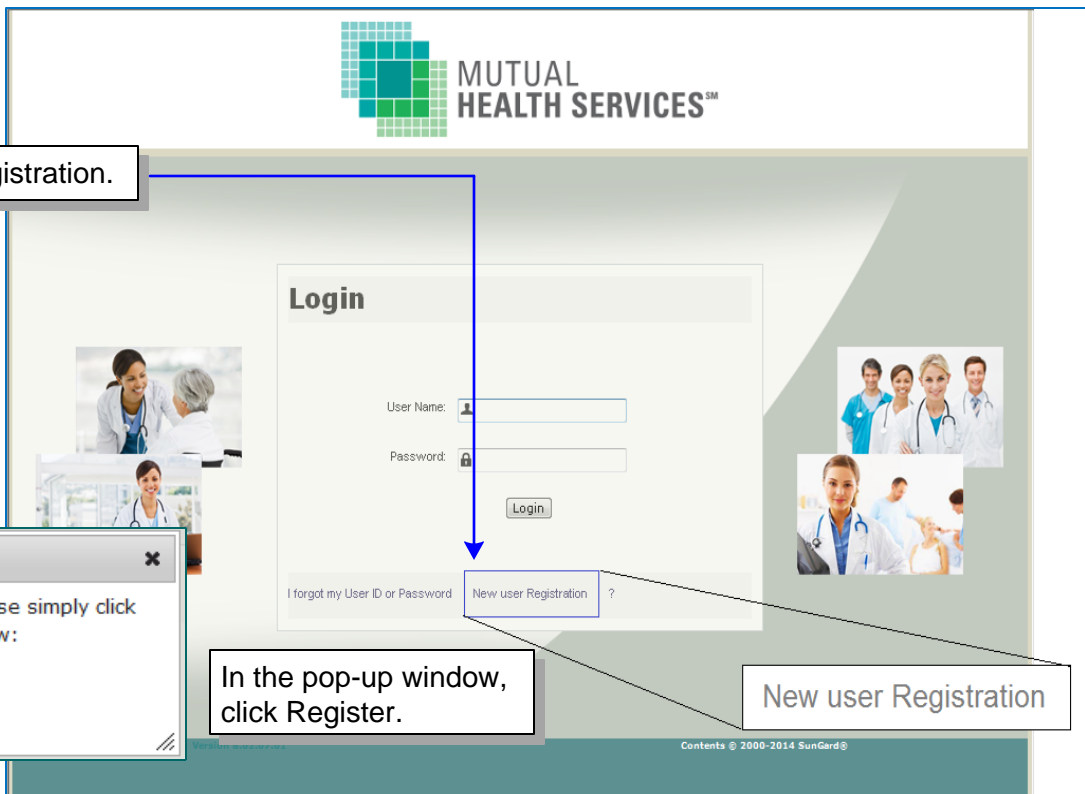 MUTUAL
HEALTH SERVICES℠
gistration.
Login
User Name:
Password:
Login
se simply click
w:
I forgot my User ID or Password New user Registration ?
In the pop-up window,
click Register.
New user Registration
Contents © 2000-2014 SunGard®